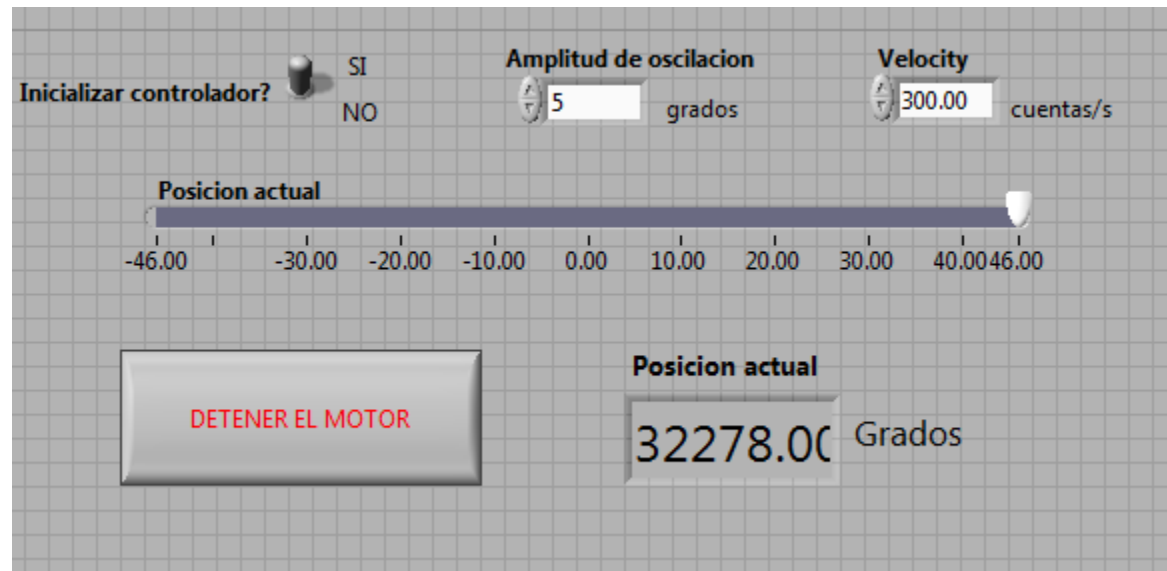 Inicializar controlador?
SI
NO
Amplitud de oscilacion
5
grados
Velocity
300.00
cuentas/s
Posicion actual
-46.00 -30.00 -20.00 -10.00 0.00 10.00 20.00 30.00 40.00 46.00
DETENER EL MOTOR
Posicion actual
32278.00
Grados